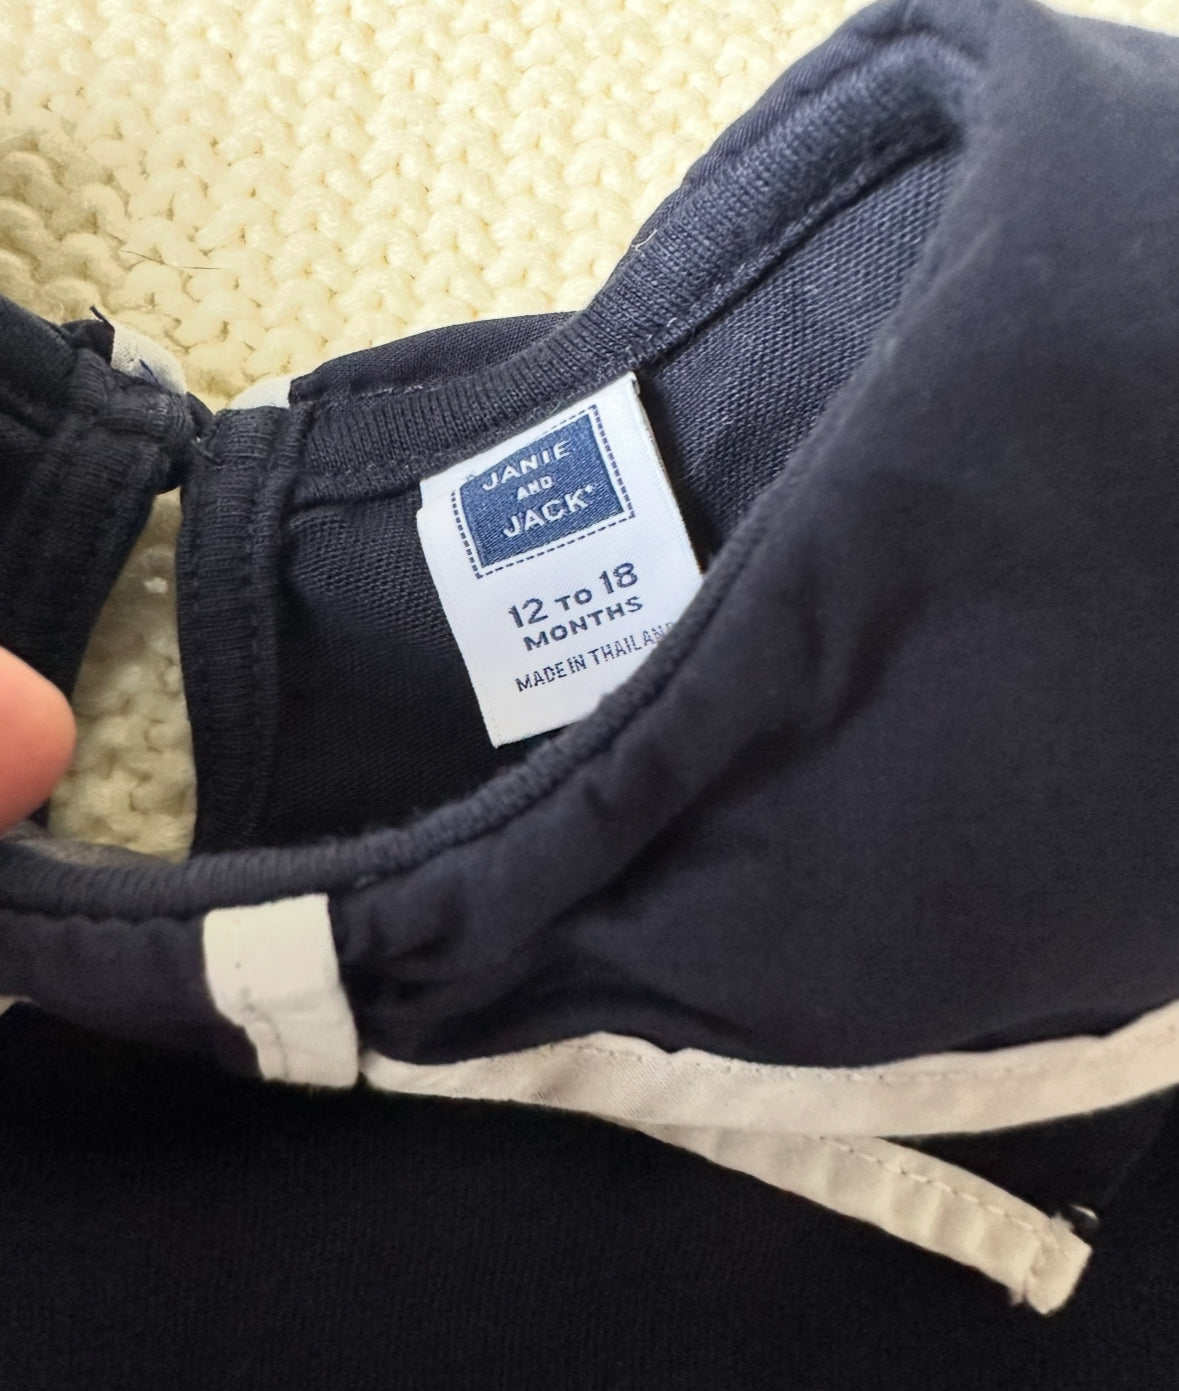 JANIE
AND
JACK
12 TO 18
MONTHS
MADE IN THAILAND